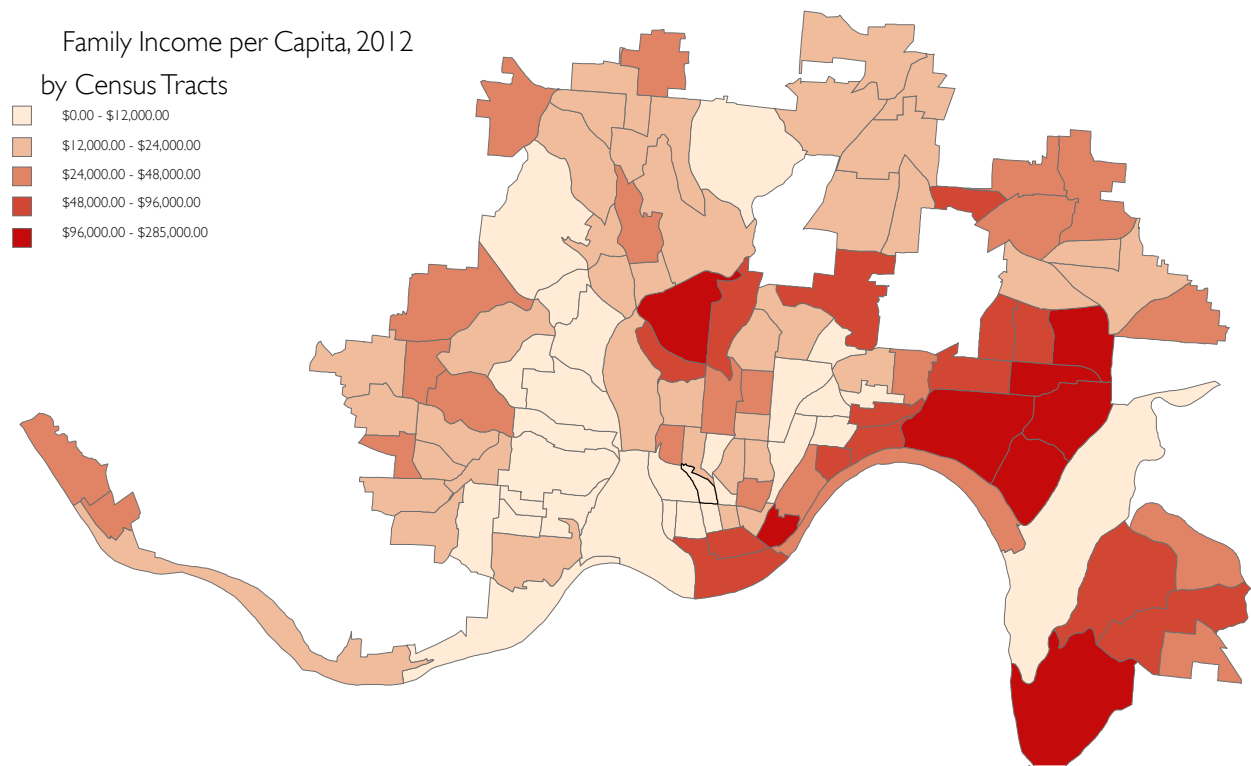 Family Income per Capita, 2012
by Census Tracts
$0.00 - $12,000.00
$12,000.00 - $24,000.00
$24,000.00 - $48,000.00
$48,000.00 - $96,000.00
$96,000.00 - $285,000.00